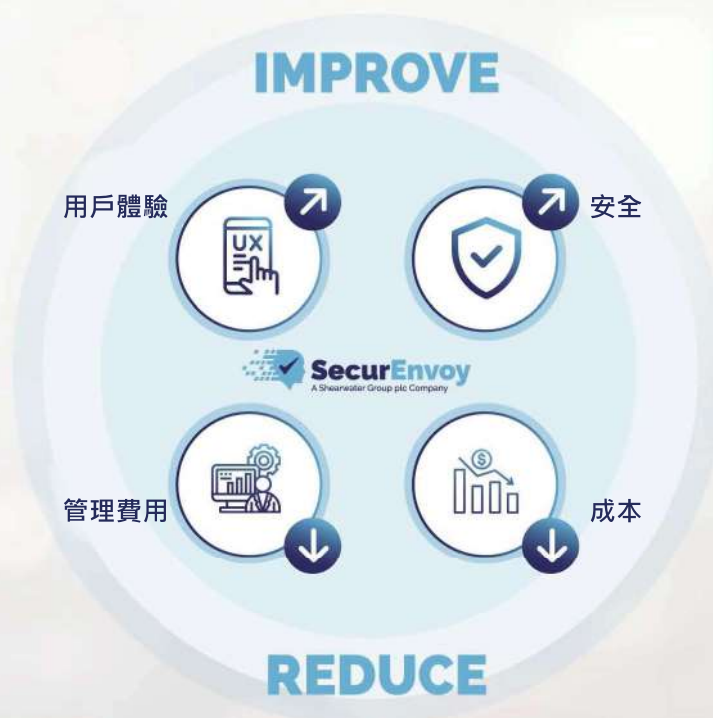 IMPROVE
用戶體驗
安全
UX
SecurEnvoy
A Shearwater Group plc Company
管理費用
成本
$
REDUCE